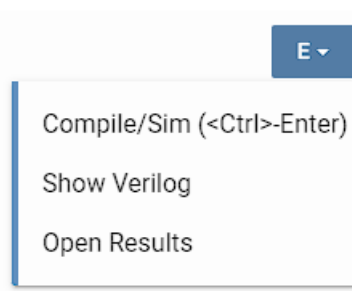 E
Compile/Sim (<Ctrl>-Enter)
Show Verilog
Open Results